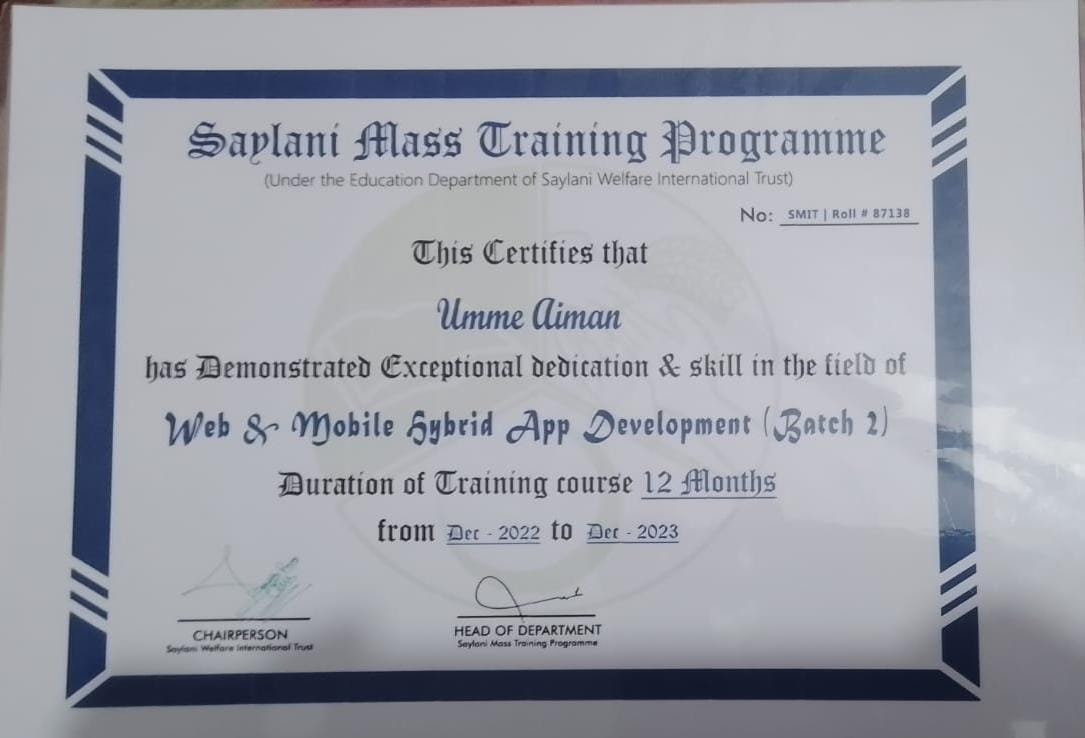 Saylani Mass Training Programme
(Under the Education Department of Saylani Welfare International Trust)
No: SMIT | Roll # 87138
This Certifies that
Umme Aiman
has Demonstrated Exceptional dedication & skill in the field of
Web & Mobile Hybrid App Development (Batch 2)
Duration of Training course 12 Months
from Dec - 2022 to Dec - 2023
CHAIRPERSON
Saylani Welfare International Trust
HEAD OF DEPARTMENT
Saylani Mass Training Programme